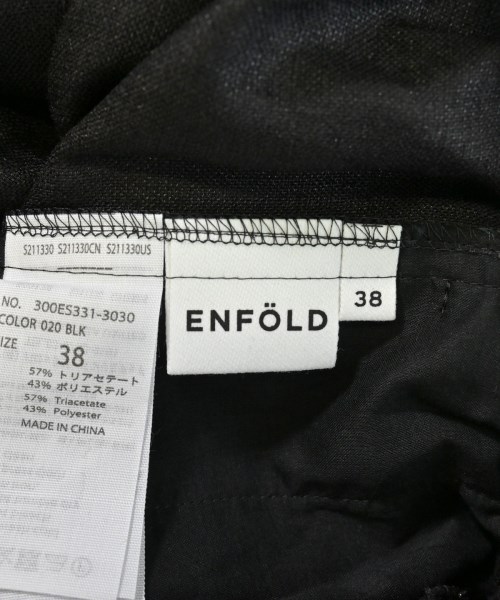 S211330 S211330CN S211330US
NO. 300ES331-3030
COLOR 020 BLK
SIZE 38
57% トリアセテート
43% ポリエステル
57% Triacetate
43% Polyester
MADE IN CHINA
ENFÖLD
38